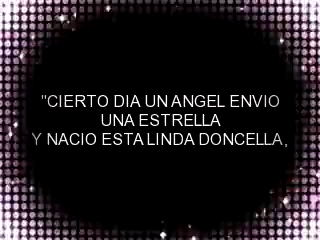 "CIERTO DIA UN ANGEL ENVIO
UNA ESTRELLA
Y NACIO ESTA LINDA DONCELLA,